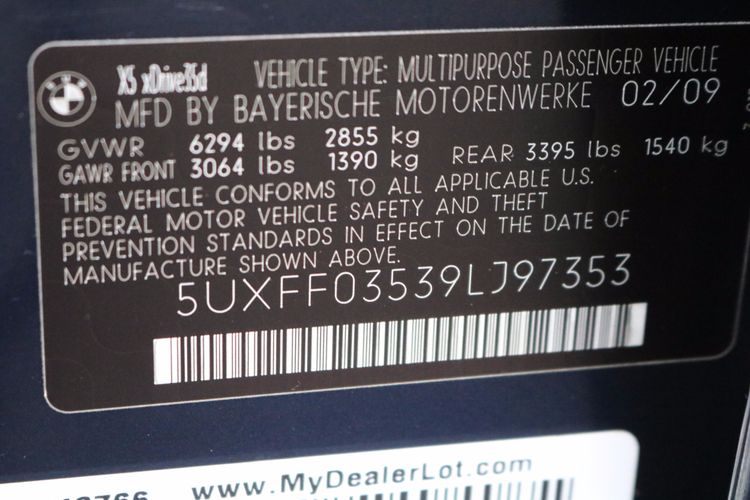 X5 xDrive35d VEHICLE TYPE: MULTIPURPOSE PASSENGER VEHICLE
MFD BY BAYERISCHE MOTORENWERKE 02/09
GVWR 6294 lbs 2855 kg
GAWR FRONT 3064 lbs 1390 kg REAR 3395 lbs 1540 kg
THIS VEHICLE CONFORMS TO ALL APPLICABLE U.S.
FEDERAL MOTOR VEHICLE SAFETY AND THEFT
PREVENTION STANDARDS IN EFFECT ON THE DATE OF
MANUFACTURE SHOWN ABOVE.
5UXFF03539LJ97353
www.MyDealerLot.com